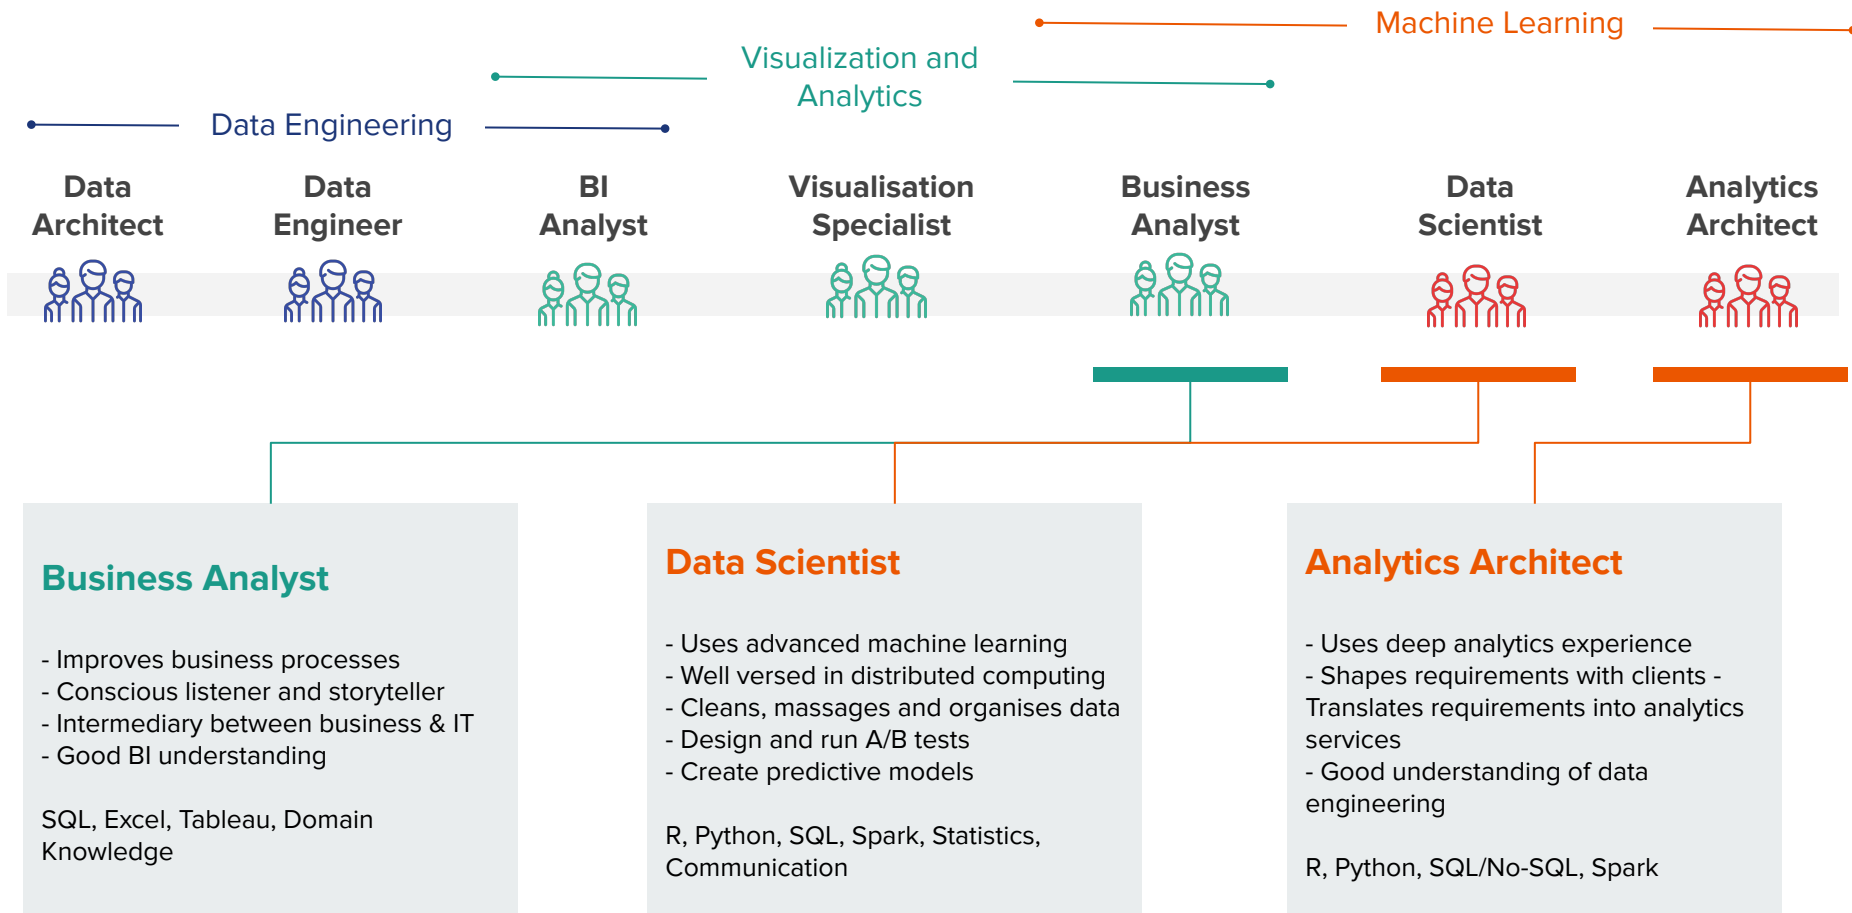 Machine Learning
Visualization and
Analytics
Data Engineering
Data
Architect
Data
Engineer
BI
Analyst
Visualisation
Specialist
Business
Analyst
Data
Scientist
Analytics
Architect
Business Analyst
- Improves business processes
- Conscious listener and storyteller
- Intermediary between business & IT
- Good BI understanding
SQL, Excel, Tableau, Domain
Knowledge
Data Scientist
- Uses advanced machine learning
- Well versed in distributed computing
- Cleans, massages and organises data
- Design and run A/B tests
- Create predictive models
R, Python, SQL, Spark, Statistics,
Communication
Analytics Architect
- Uses deep analytics experience
- Shapes requirements with clients -
Translates requirements into analytics
services
- Good understanding of data
engineering
R, Python, SQL/No-SQL, Spark